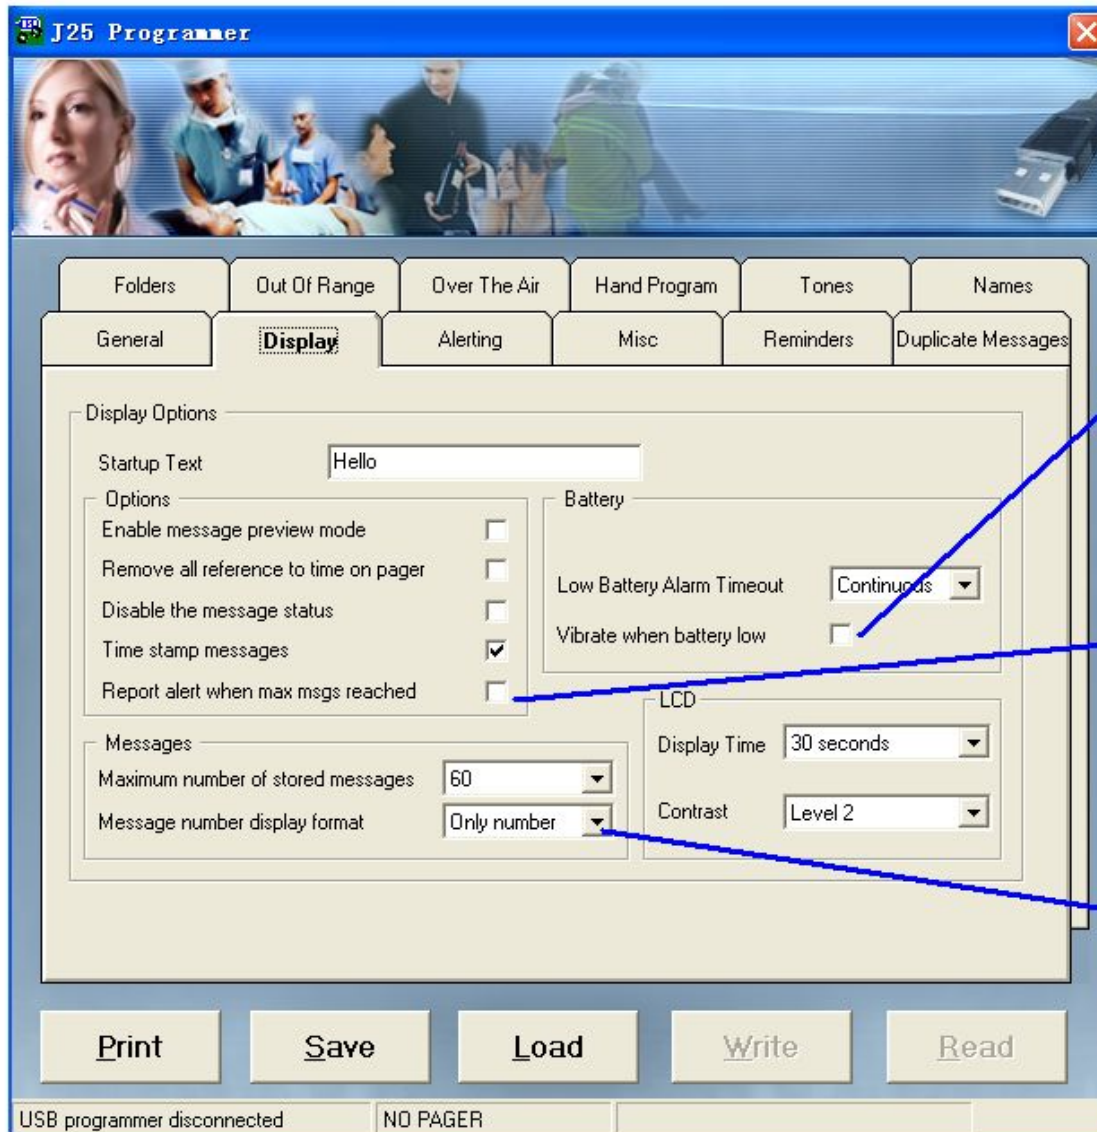 J25 Programmer
Folders
Out Of Range
Over The Air
Hand Program
Tones
Names
General
Display
Alerting
Misc
Reminders
Duplicate Messages
Display Options
Startup Text
Hello
Options
Enable message preview mode
Remove all reference to time on pager
Disable the message status
Time stamp messages
Report alert when max msgs reached
Battery
Low Battery Alarm Timeout
Continuods
Vibrate when battery low
Messages
Maximum number of stored messages
60
Message number display format
Only number
LCD
Display Time
30 seconds
Contrast
Level 2
Print
Save
Load
Write
Read
USB programmer disconnected
NO PAGER